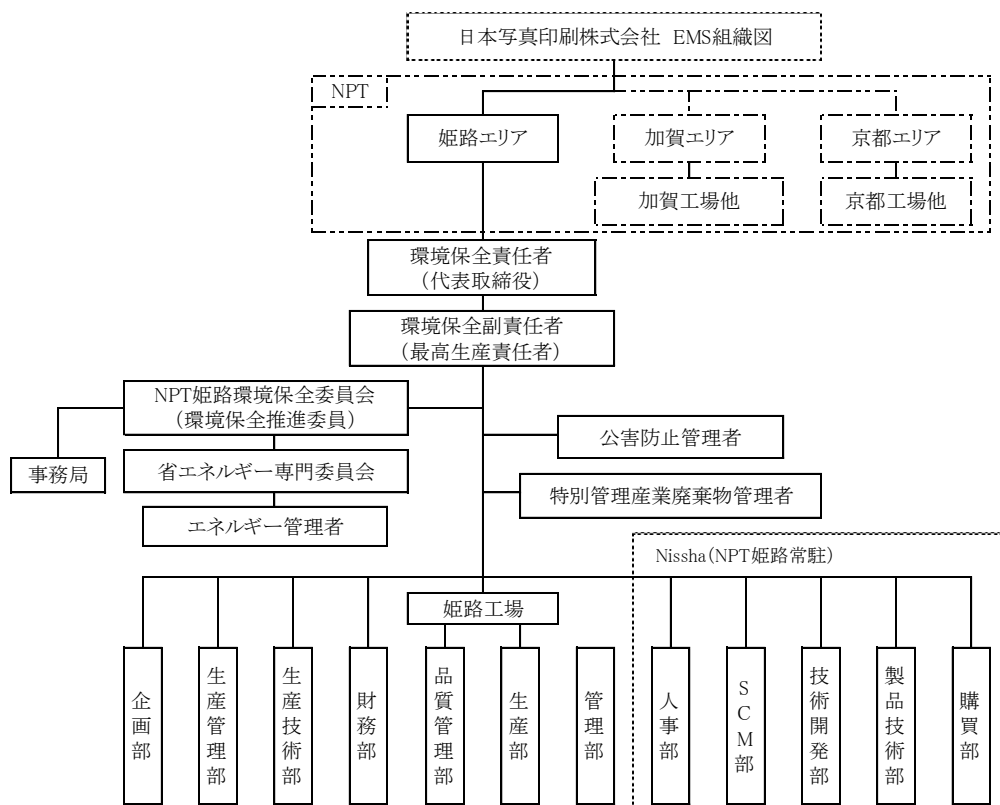 日本写真印刷株式会社 EMS組織図
NPT
姫路エリア
加賀エリア
京都エリア
加賀工場他
京都工場他
環境保全責任者
（代表取締役）
環境保全副責任者
（最高生産責任者）
NPT姫路環境保全委員会
（環境保全推進委員）
公害防止管理者
事務局
省エネルギー専門委員会
特別管理産業廃棄物管理者
エネルギー管理者
Nissha（NPT姫路常駐）
姫路工場
企画部
生産管理部
生産技術部
財務部
品質管理部
生産部
管理部
人事部
SCM部
技術開発部
製品技術部
購買部